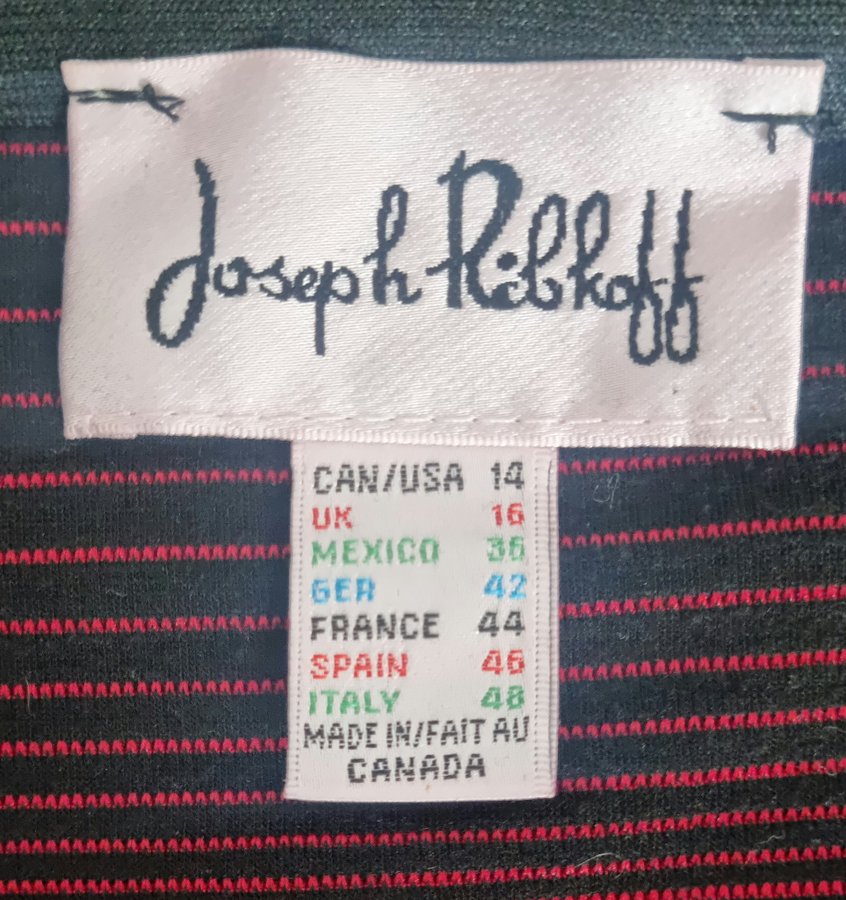 Joseph Ribkoff
CAN/USA 14
UK 16
MEXICO 36
GER 42
FRANCE 44
SPAIN 46
ITALY 48
MADE IN/FAIT AU
CANADA